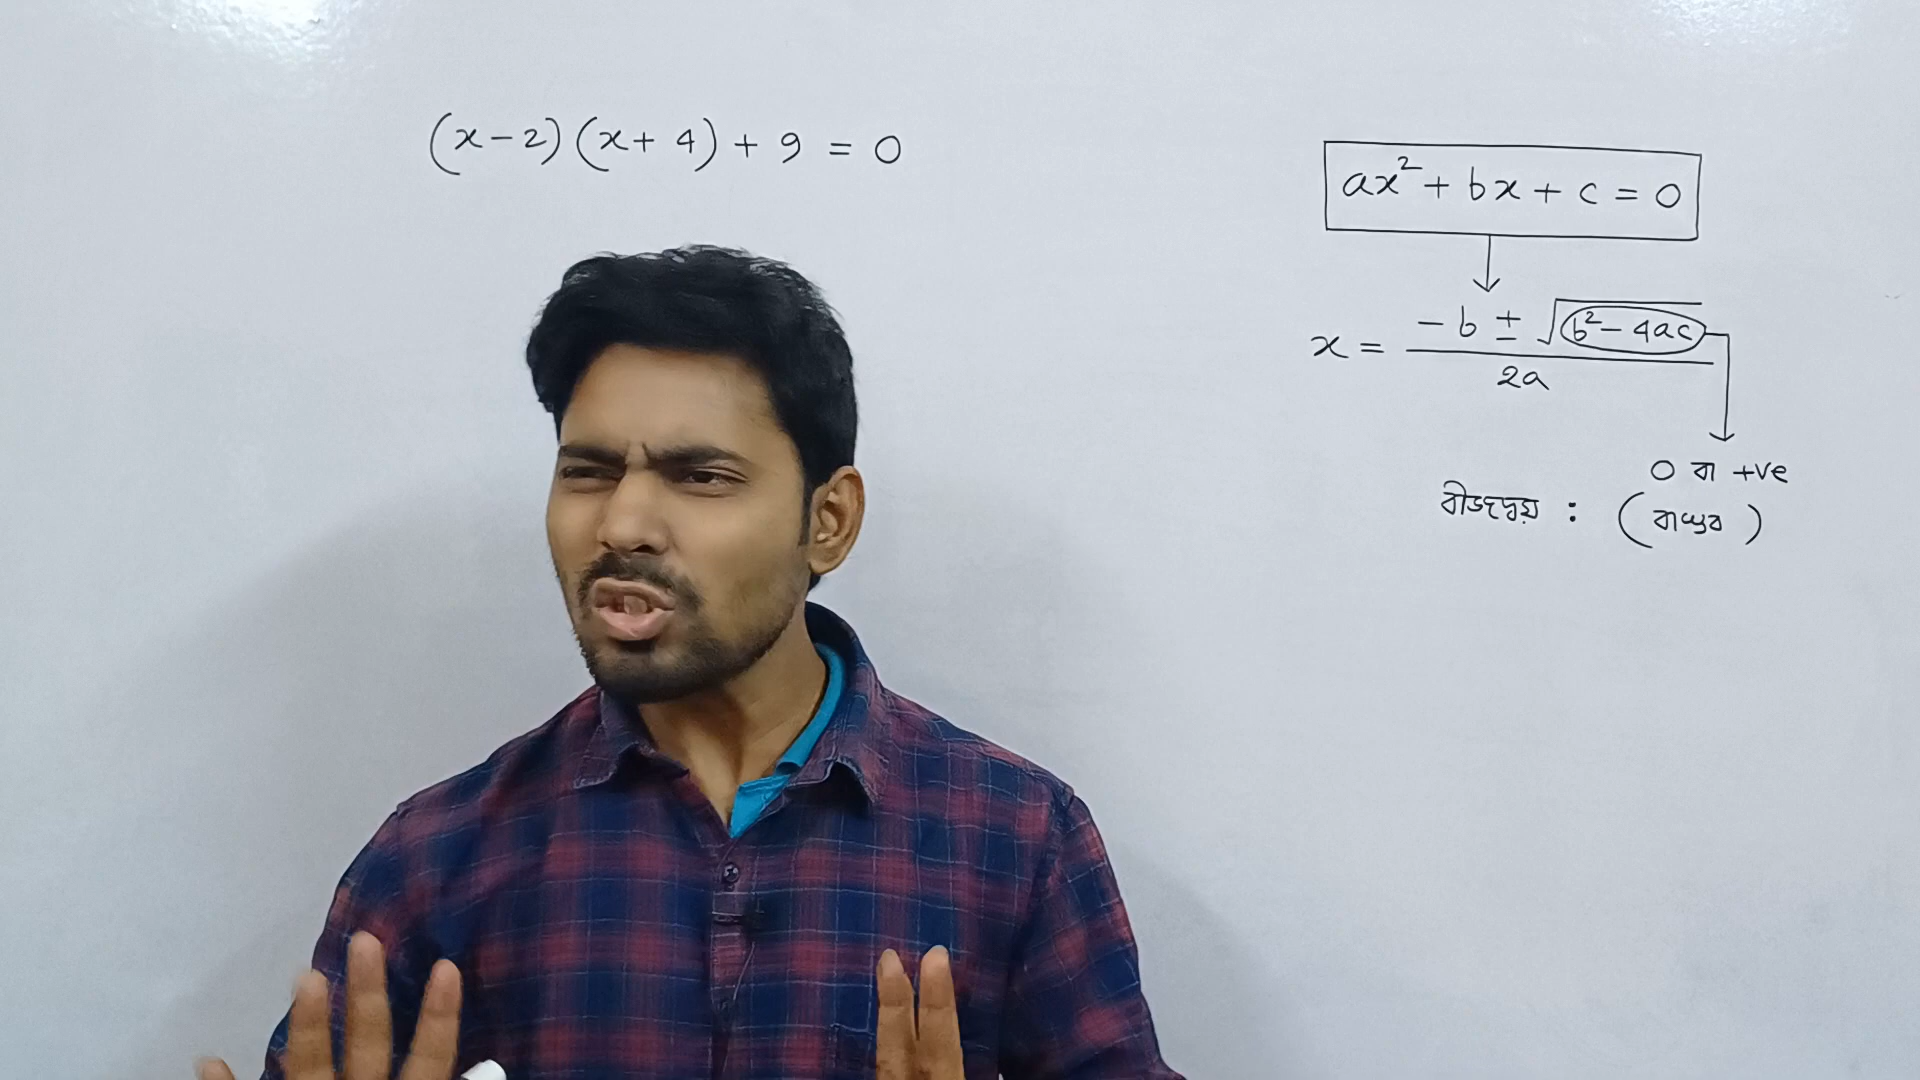 (x-2)(x+4)+9=0
ax²+bx+c=0
x = (-b ± √(b²-4ac)) / 2a
0 বা +ve
বীজদ্বয় : (বাস্তব)